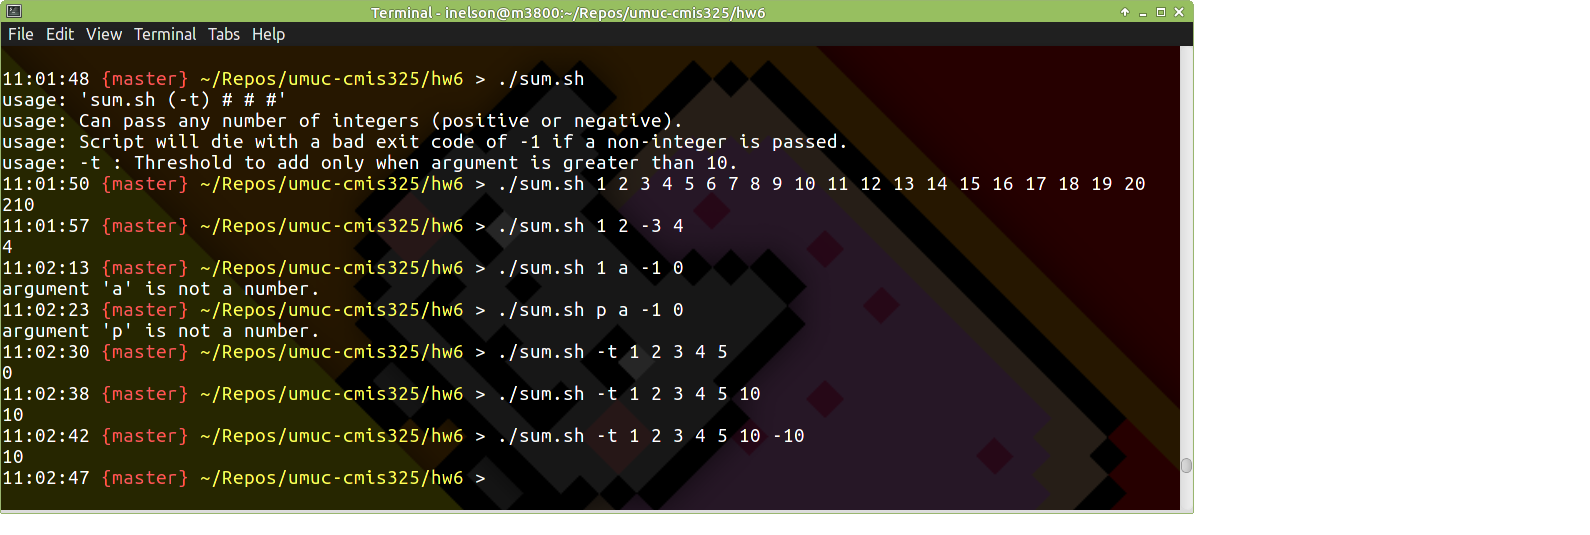 Terminal - inelson@m3800:~/Repos/umuc-cmis325/hw6
File Edit View Terminal Tabs Help
11:01:48 {master} ~/Repos/umuc-cmis325/hw6 > ./sum.sh
usage: 'sum.sh (-t) # # #'
usage: Can pass any number of integers (positive or negative).
usage: Script will die with a bad exit code of -1 if a non-integer is passed.
usage: -t : Threshold to add only when argument is greater than 10.
11:01:50 {master} ~/Repos/umuc-cmis325/hw6 > ./sum.sh 1 2 3 4 5 6 7 8 9 10 11 12 13 14 15 16 17 18 19 20
210
11:01:57 {master} ~/Repos/umuc-cmis325/hw6 > ./sum.sh 1 2 -3 4
4
11:02:13 {master} ~/Repos/umuc-cmis325/hw6 > ./sum.sh 1 a -1 0
argument 'a' is not a number.
11:02:23 {master} ~/Repos/umuc-cmis325/hw6 > ./sum.sh p a -1 0
argument 'p' is not a number.
11:02:30 {master} ~/Repos/umuc-cmis325/hw6 > ./sum.sh -t 1 2 3 4 5
0
11:02:38 {master} ~/Repos/umuc-cmis325/hw6 > ./sum.sh -t 1 2 3 4 5 10
10
11:02:42 {master} ~/Repos/umuc-cmis325/hw6 > ./sum.sh -t 1 2 3 4 5 10 -10
10
11:02:47 {master} ~/Repos/umuc-cmis325/hw6 >